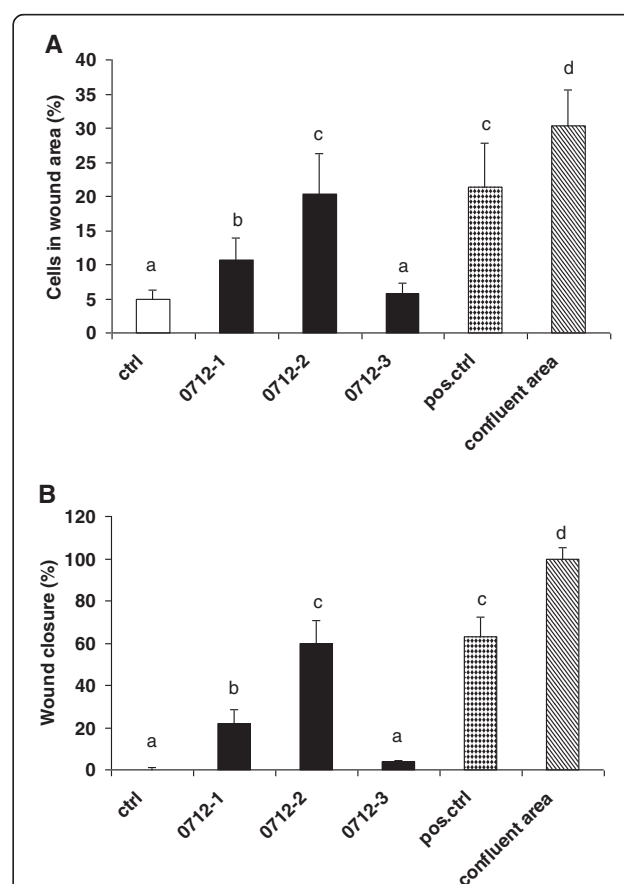 A
Cells in wound area (%)
40
35
30
25
20
15
10
5
0
a
b
c
a
c
d
ctrl
0712-1
0712-2
0712-3
pos.ctrl
confluent area
B
Wound closure (%)
120
100
80
60
40
20
0
a
b
c
a
c
d
ctrl
0712-1
0712-2
0712-3
pos.ctrl
confluent area